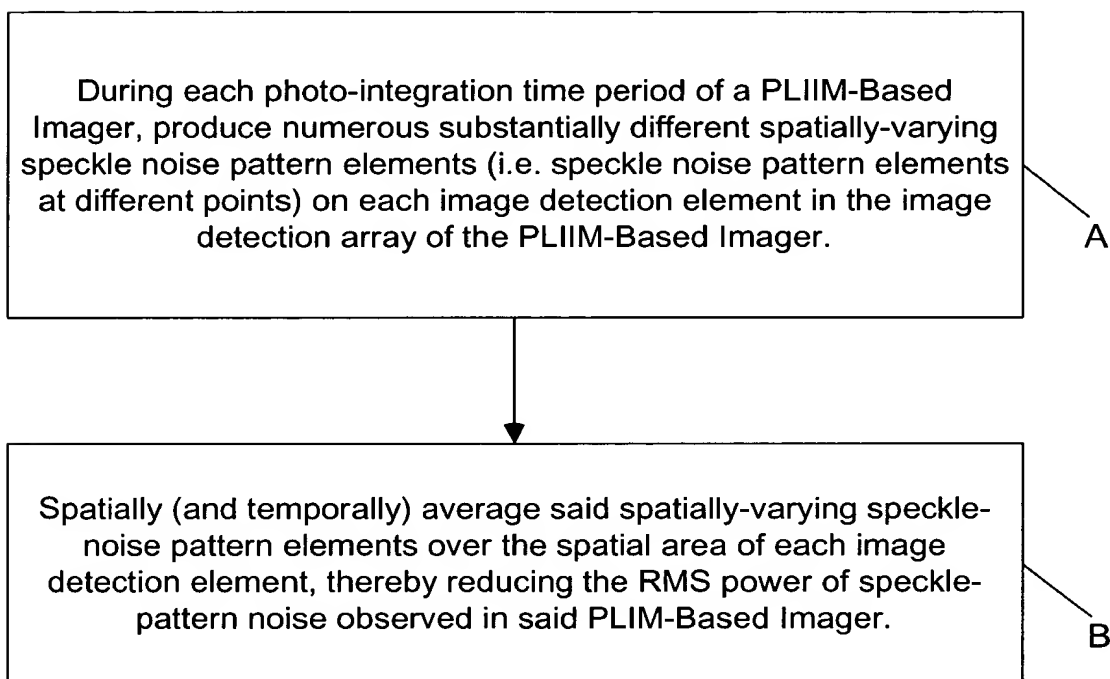 During each photo-integration time period of a PLIIM-Based
Imager, produce numerous substantially different spatially-varying
speckle noise pattern elements (i.e. speckle noise pattern elements
at different points) on each image detection element in the image
detection array of the PLIIM-Based Imager.
A
Spatially (and temporally) average said spatially-varying speckle-
noise pattern elements over the spatial area of each image
detection element, thereby reducing the RMS power of speckle-
pattern noise observed in said PLIM-Based Imager.
B